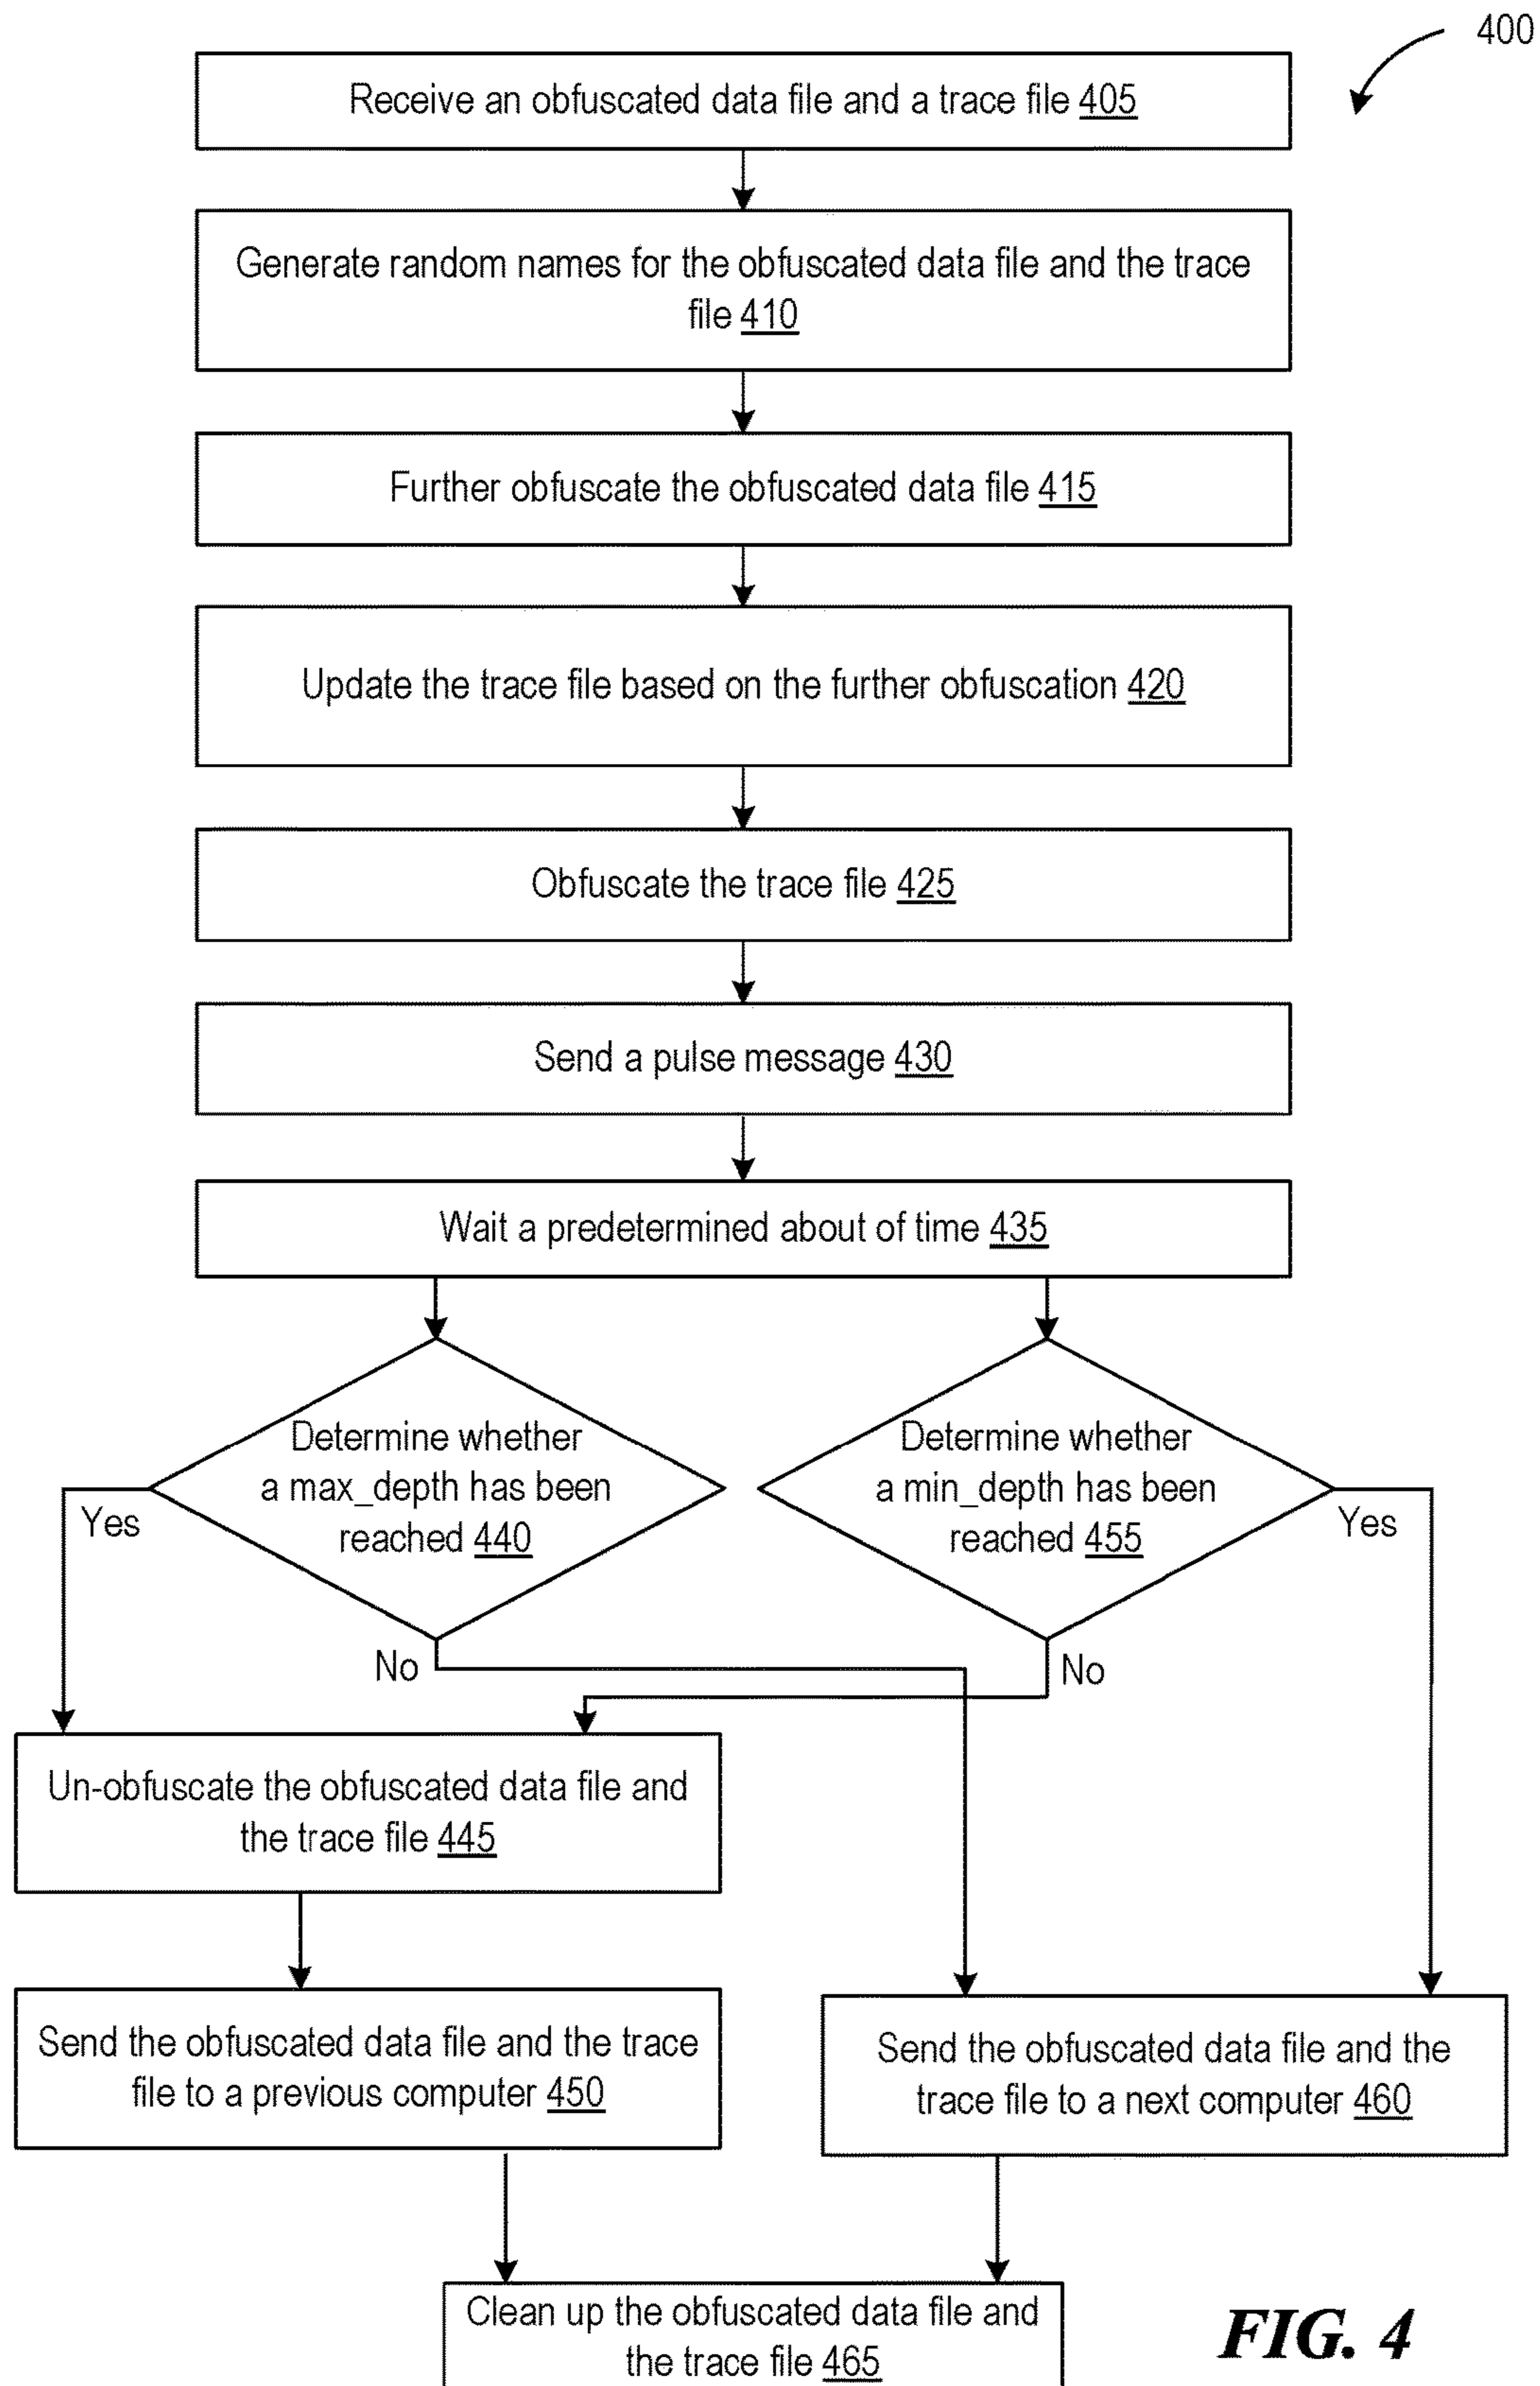 400
Receive an obfuscated data file and a trace file 405
Generate random names for the obfuscated data file and the trace
file 410
Further obfuscate the obfuscated data file 415
Update the trace file based on the further obfuscation 420
Obfuscate the trace file 425
Send a pulse message 430
Wait a predetermined about of time 435
Determine whether
a max_depth has been
reached 440
Yes
No
Determine whether
a min_depth has been
reached 455
Yes
No
Un-obfuscate the obfuscated data file and
the trace file 445
Send the obfuscated data file and the trace
file to a previous computer 450
Send the obfuscated data file and the
trace file to a next computer 460
Clean up the obfuscated data file and
the trace file 465
FIG. 4